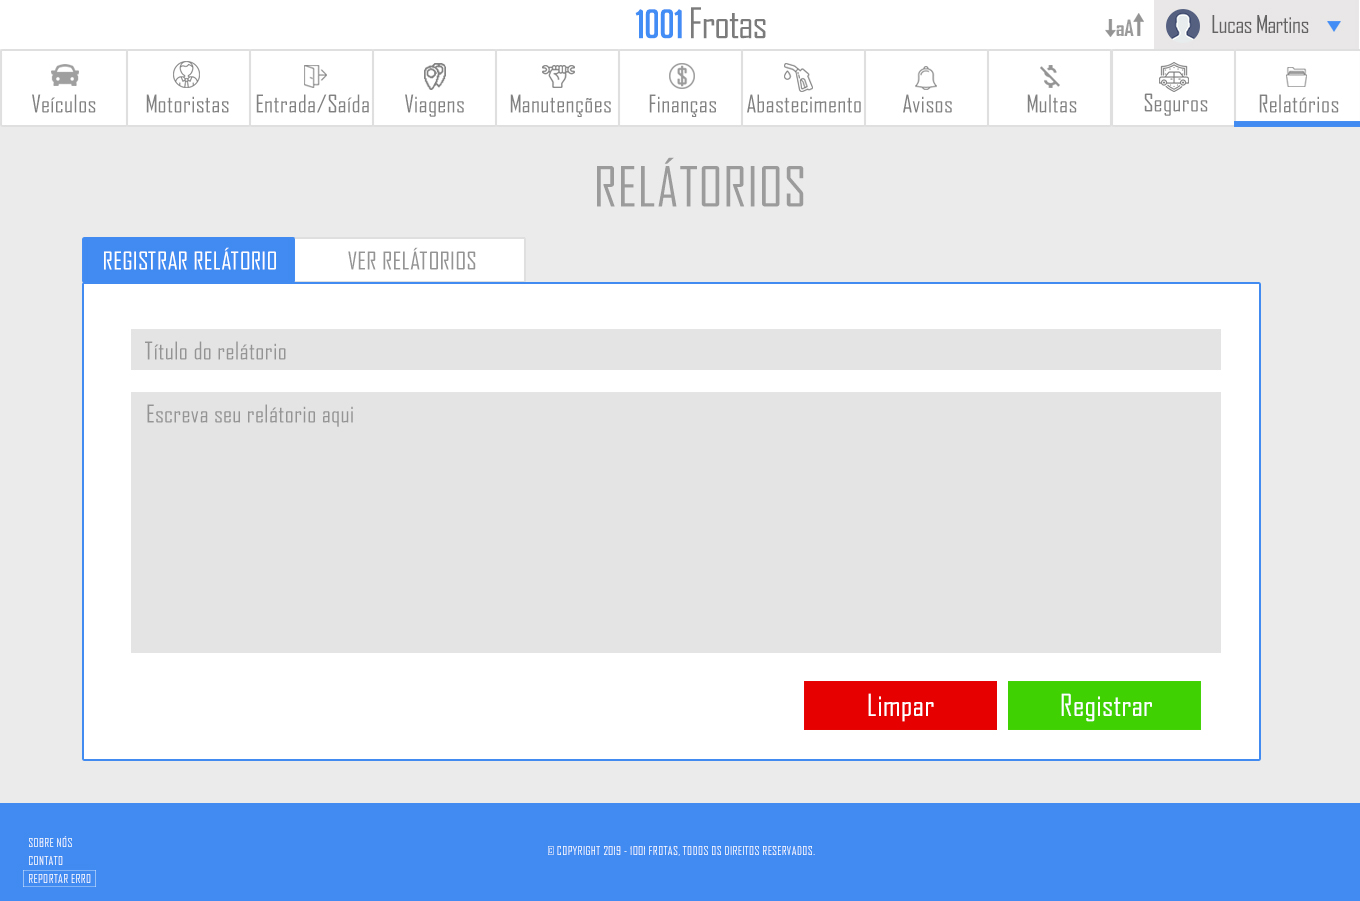 1001 Frotas
aA
Lucas Martins
Veículos
Motoristas
Entrada/Saída
Viagens
Manutenções
Finanças
Abastecimento
Avisos
Multas
Seguros
Relatórios
RELÁTORIOS
REGISTRAR RELÁTORIO
VER RELÁTORIOS
Título do relátorio
Escreva seu relátorio aqui
Limpar
Registrar
SOBRE NÓS
CONTATO
REPORTAR ERRO
© COPYRIGHT 2019 - 1001 FROTAS, TODOS OS DIREITOS RESERVADOS.